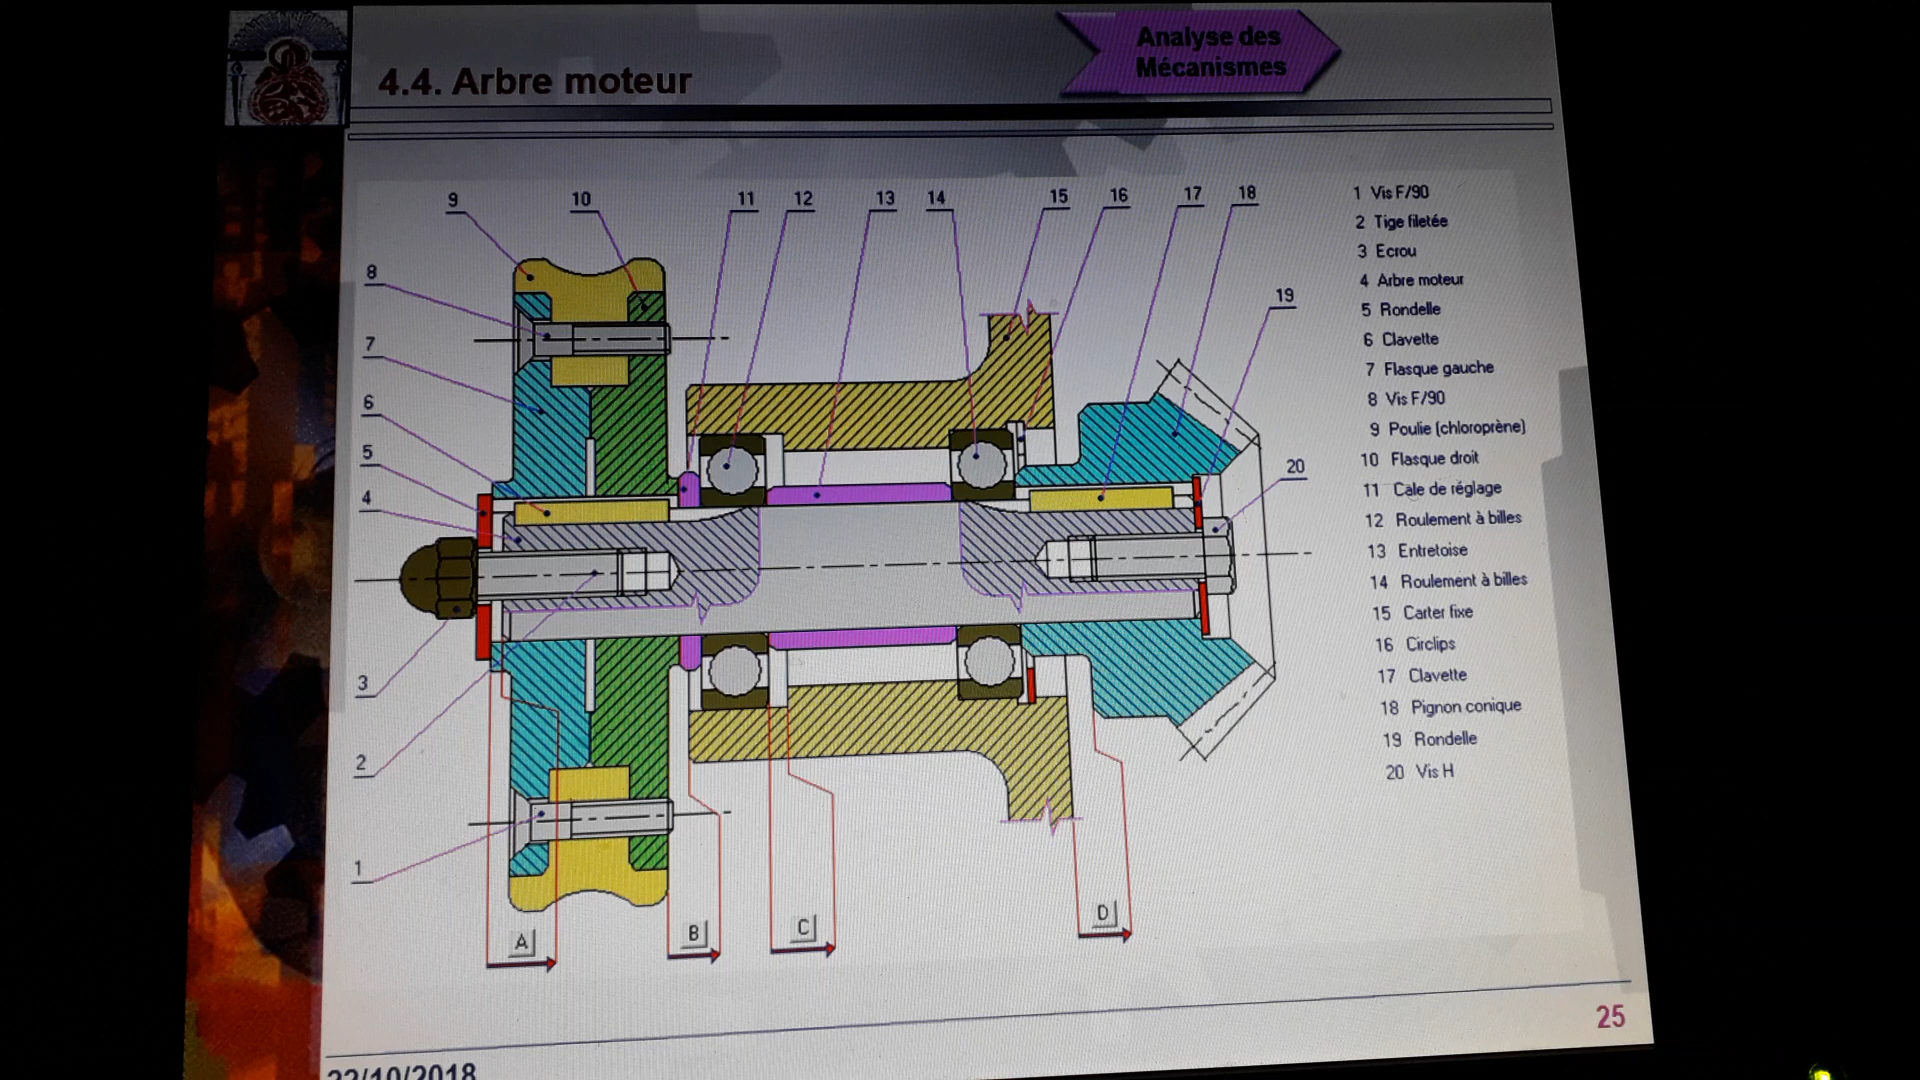 Analyse des
Mécanismes
4.4. Arbre moteur
9
10
11
12
13
14
15
16
17
18
8
7
6
5
4
3
2
1
19
20
A
B
C
D
1 Vis F/90
2 Tige filetée
3 Ecrou
4 Arbre moteur
5 Rondelle
6 Clavette
7 Flasque gauche
8 Vis F/90
9 Poulie (chloroprène)
10 Flasque droit
11 Cale de réglage
12 Roulement à billes
13 Entretoise
14 Roulement à billes
15 Carter fixe
16 Circlips
17 Clavette
18 Pignon conique
19 Rondelle
20 Vis H
25
22/10/2018